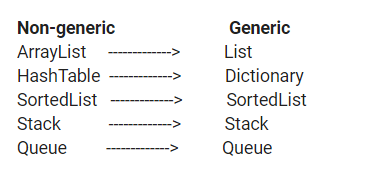 Non-generic Generic
ArrayList -------------> List
HashTable -------------> Dictionary
SortedList -------------> SortedList
Stack -------------> Stack
Queue -------------> Queue